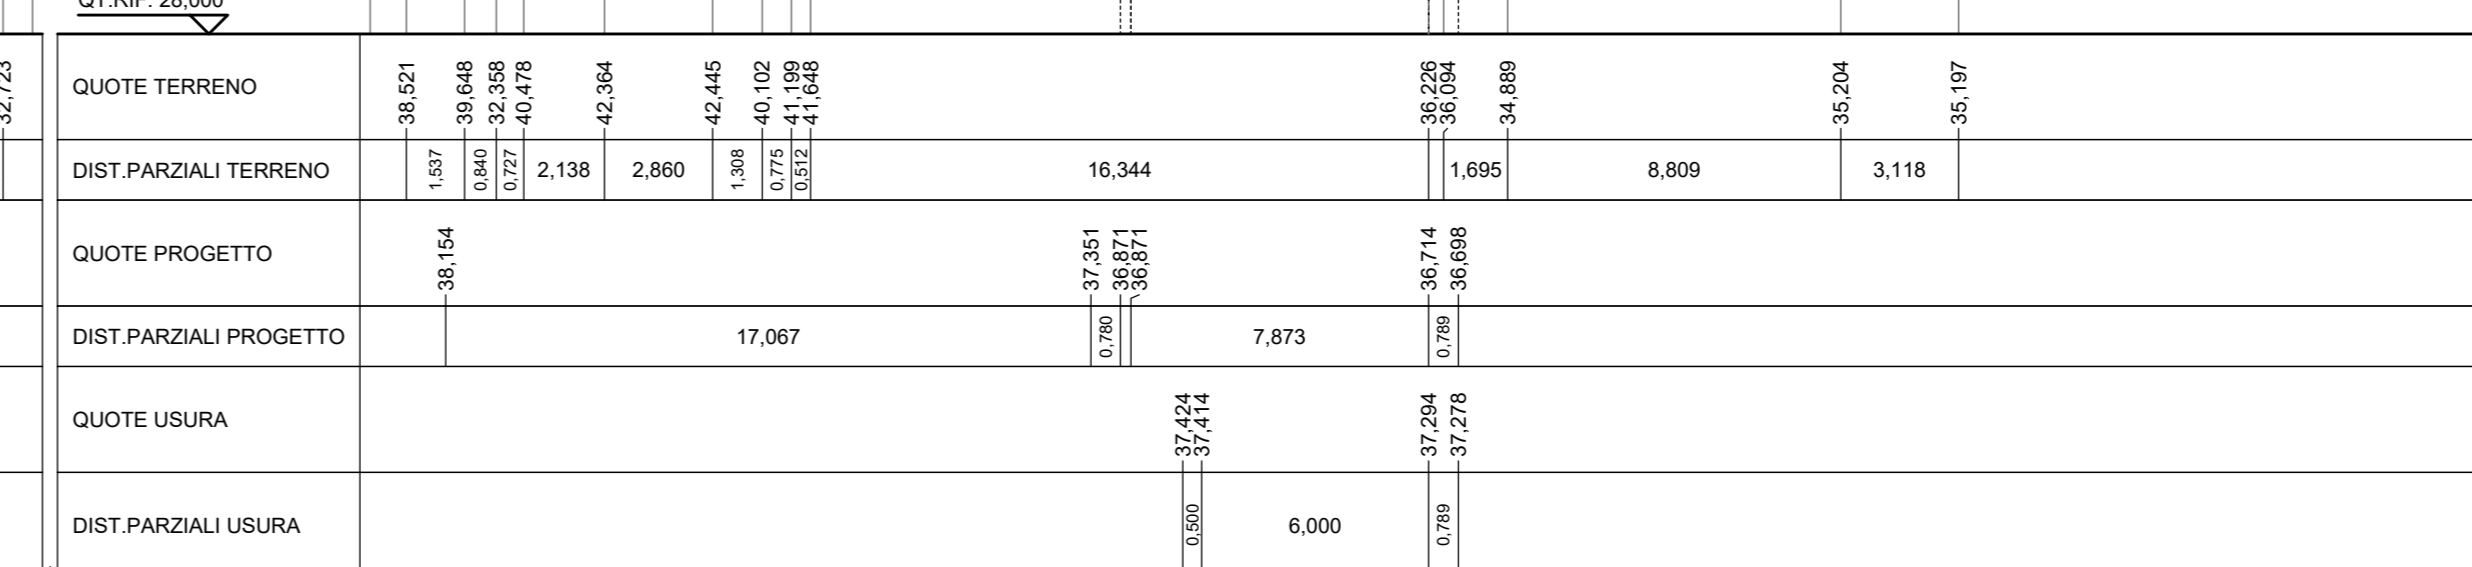 QT.RIF. 28,000
32,723
QUOTE TERRENO 38,521 39,648 32,358 40,478 42,364 42,445 40,102 41,199 41,648 36,226 36,094 34,889 35,204 35,197
DIST.PARZIALI TERRENO 1,537 0,840 0,727 2,138 2,860 1,308 0,775 0,512 16,344 1,695 8,809 3,118
QUOTE PROGETTO 38,154 37,351 36,871 36,871 36,714 36,698
DIST.PARZIALI PROGETTO 17,067 0,780 7,873 0,789
QUOTE USURA 37,424 37,414 37,294 37,278
DIST.PARZIALI USURA 0,500 6,000 0,789